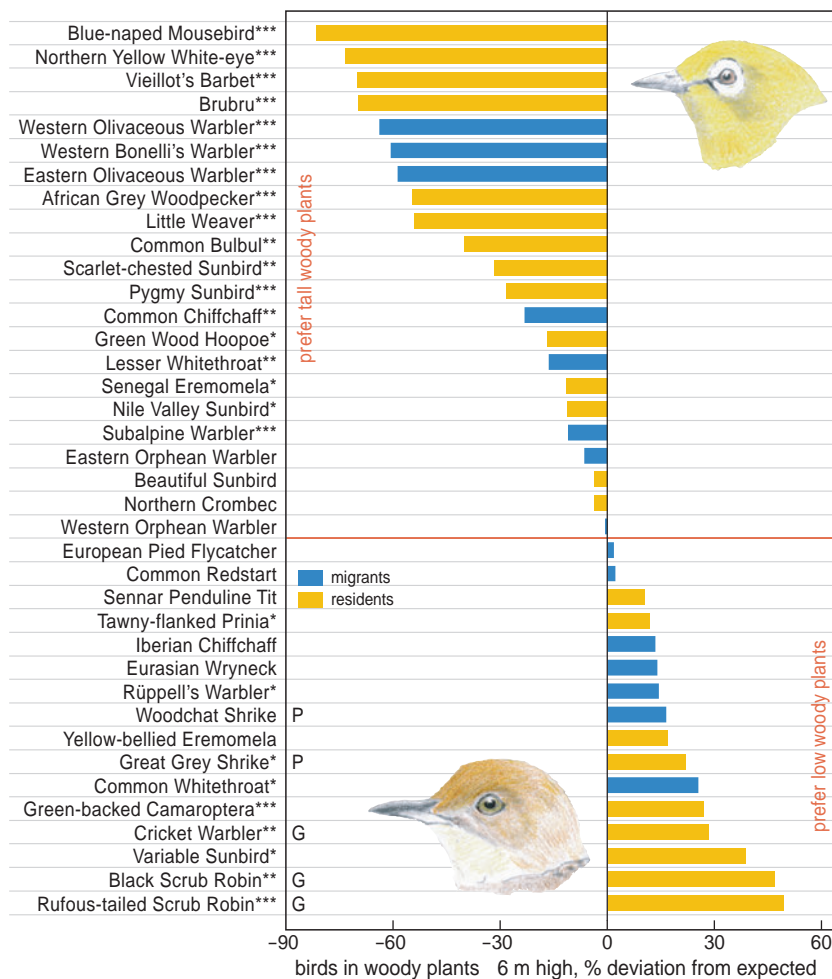 Blue-naped Mousebird***
Northern Yellow White-eye***
Vieillot's Barbet***
Brubru***
Western Olivaceous Warbler***
Western Bonelli's Warbler***
Eastern Olivaceous Warbler***
African Grey Woodpecker***
Little Weaver***
Common Bulbul**
Scarlet-chested Sunbird**
Pygmy Sunbird***
Common Chiffchaff**
Green Wood Hoopoe*
Lesser Whitethroat**
Senegal Eremomela*
Nile Valley Sunbird*
Subalpine Warbler***
Eastern Orphean Warbler
Beautiful Sunbird
Northern Crombec
Western Orphean Warbler
prefer tall woody plants
European Pied Flycatcher
Common Redstart
Sennar Penduline Tit
Tawny-flanked Prinia*
Iberian Chiffchaff
Eurasian Wryneck
Rüppell's Warbler*
Woodchat Shrike P
Yellow-bellied Eremomela
Great Grey Shrike* P
Common Whitethroat*
Green-backed Camaroptera***
Cricket Warbler** G
Variable Sunbird*
Black Scrub Robin** G
Rufous-tailed Scrub Robin*** G
migrants
residents
prefer low woody plants
−90 −60 −30 0 30 60
birds in woody plants 6 m high, % deviation from expected